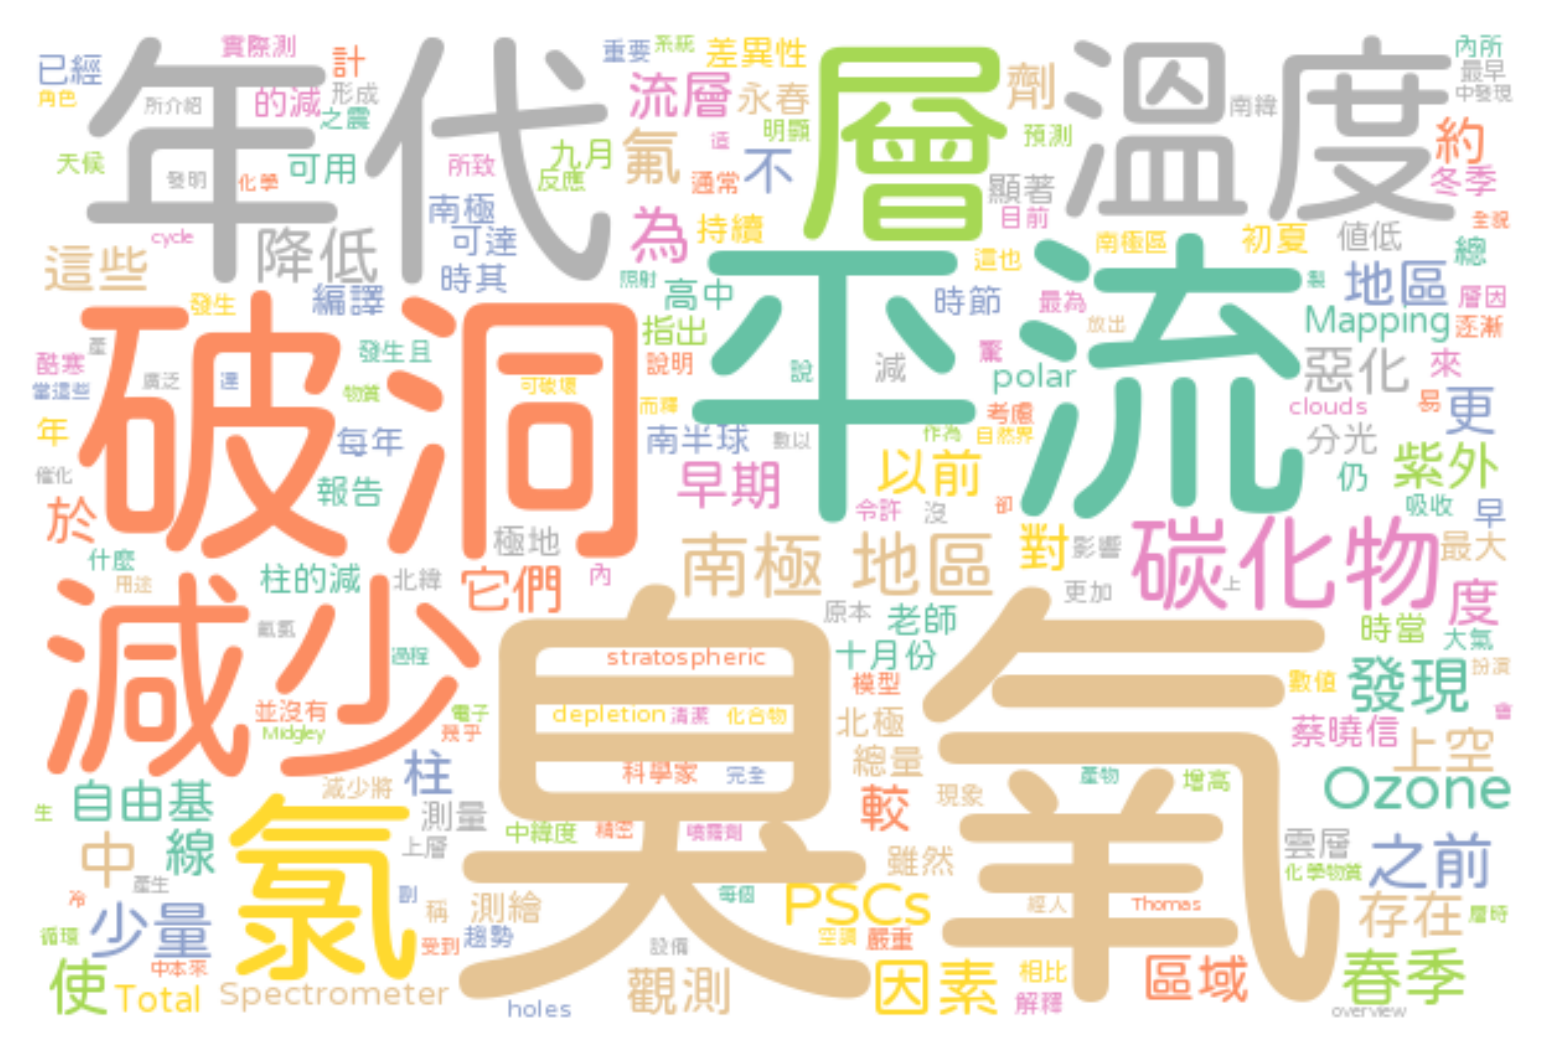 實際測
計
重要
系統
差異性
內所
已經
年代
層
溫度
最早
角色
所介紹
的減
形成
之震
流層
永春
劑
南緯
中發現
明顯
預測
約
天候
發明
化學
可用
所致
九月
反應
氟
通常
不
顯著
冬季
南極
為
持續
目前
全球
cycle
降低
可達
這也
南極區
初夏
值低
總
這些
時其
限射
高中
平流
地區
層因
發生
編譯
時節
最為
製
破洞
指出
放出
Mapping
逐漸
酷寒
產
發生且
說明
說
減
驚
惡化
來
當這些
廣泛
達
物質
可破壞
polar
clouds
易
更
年
每年
而釋
南半球
數以
作為
考慮
自然界
分光
催化
報告
早期
以前
仍
紫外
吸收
於
令許
沒
卻
早
極地
南極 地區
對
影響
碳化物
最大
什麼
用途
柱的減
北緯
它們
內
更加
上
度
減少
臭氧
原本
老師
時當
大氣
氟氯
過程
stratospheric
十月份
發現
扮演
並沒有
電子
模型
數值
會
Midgley
幾乎
depletion
清潔
化合物
北極
蔡曉信
上空
減少將
柱
科學家
完全
總量
現象
產物
增高
Ozone
生
自由基
氯
測量
中緯度
精密
噴霧劑
較
中
線
上層
雖然
雲層
之前
產生
化學物質
冷
少量
副
稱
測繪
每個
PSCs
經人
Thomas
存在
層時
循環
受到
趨勢
設備
空調
嚴重
中本來
使
Total
Spectrometer
holes
觀測
因素
相比
解釋
區域
春季
overview